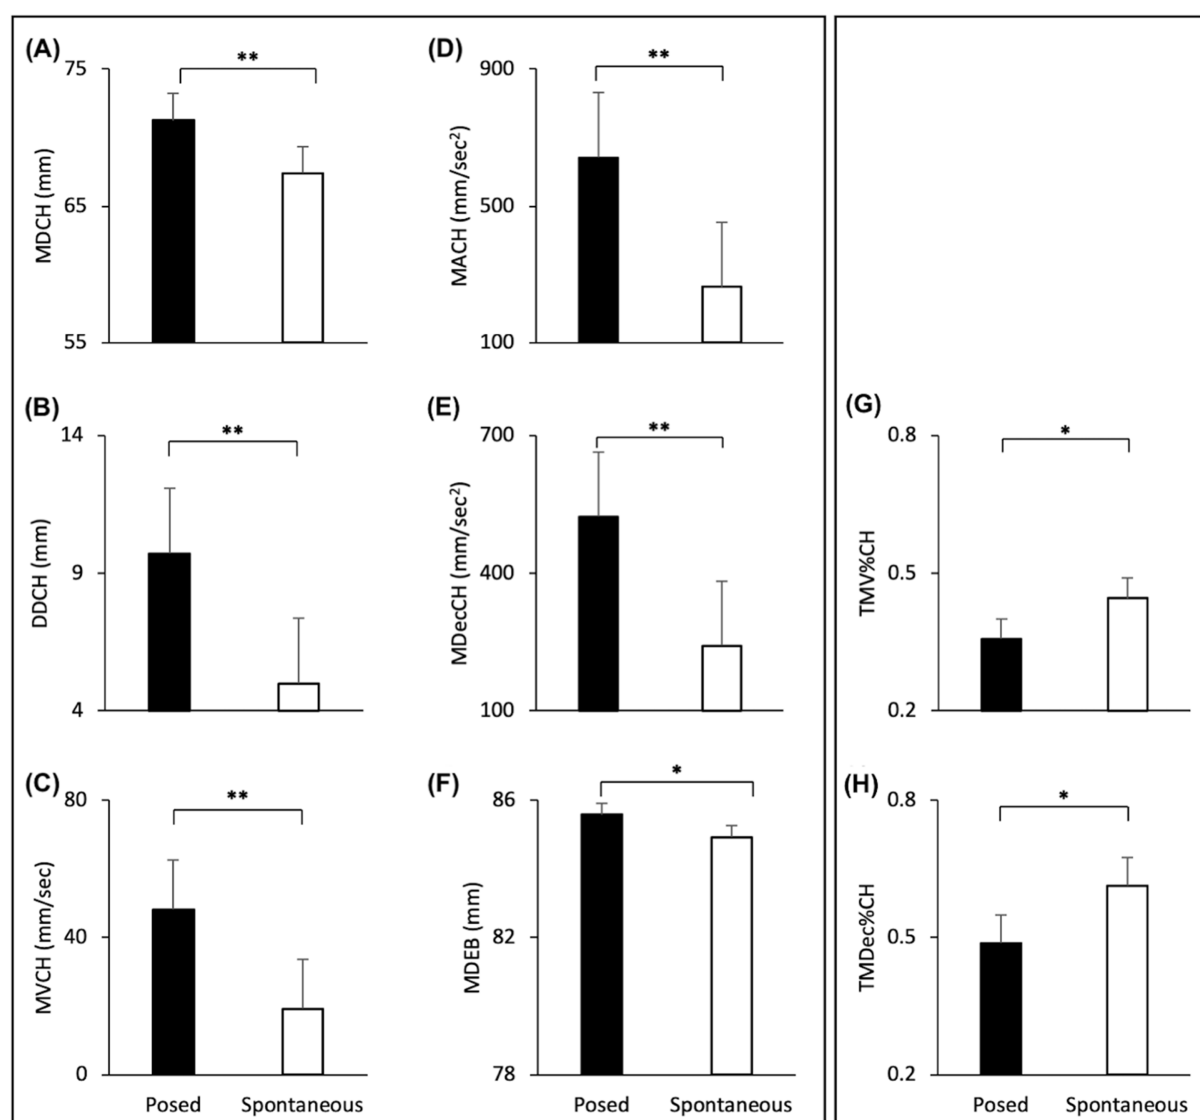 (A)
**
75
65
55
MDCH (mm)
(B)
**
14
9
4
DDCH (mm)
(C)
**
80
40
0
MVCH (mm/sec)
Posed Spontaneous
(D)
**
900
500
100
MACH (mm/sec²)
(E)
**
700
400
100
MDecCH (mm/sec²)
(F)
*
86
82
78
MDEB (mm)
Posed Spontaneous
(G)
*
0.8
0.5
0.2
TMV%CH
(H)
*
0.8
0.5
0.2
TMDec%CH
Posed Spontaneous